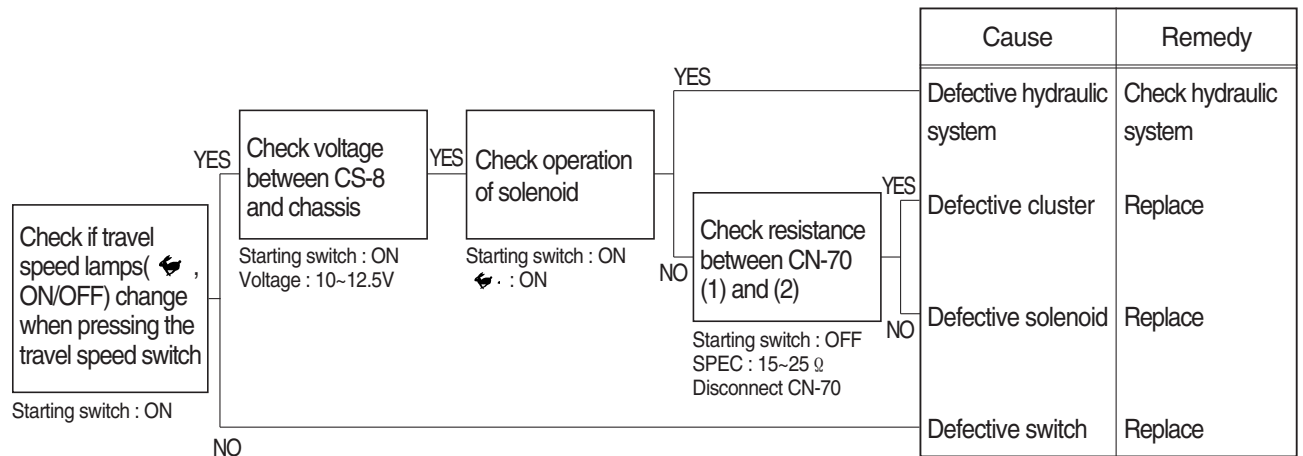 Check if travel
speed lamps( ,
ON/OFF) change
when pressing the
travel speed switch
Starting switch : ON
YES
NO
Check voltage
between CS-8
and chassis
Starting switch : ON
Voltage : 10~12.5V
YES
Check operation
of solenoid
Starting switch : ON
· : ON
YES
NO
Check resistance
between CN-70
(1) and (2)
Starting switch : OFF
SPEC : 15~25 Ω
Disconnect CN-70
YES
NO
Cause Remedy
Defective hydraulic Check hydraulic
system system
Defective cluster Replace
Defective solenoid Replace
Defective switch Replace